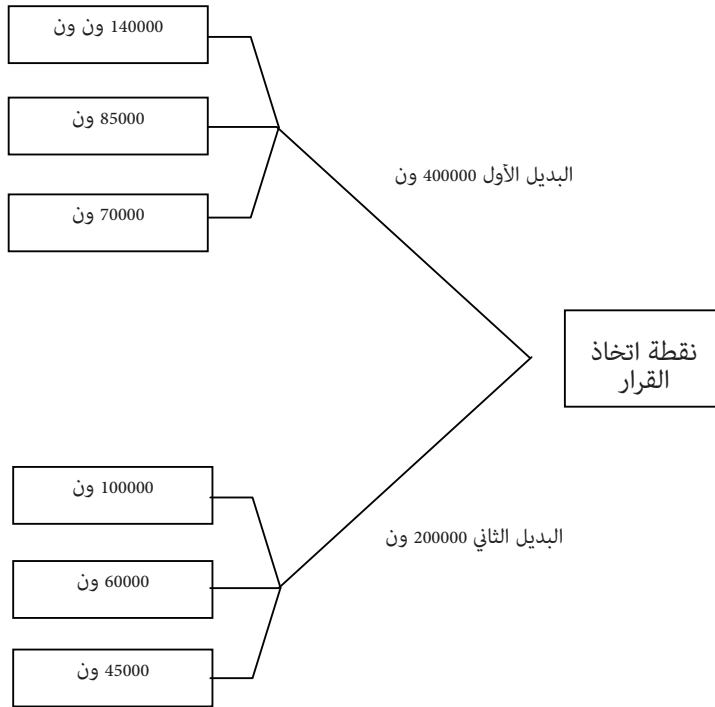 140000 ون ون
85000 ون
70000 ون
البديل الأول 400000 ون
نقطة اتخاذ
القرار
100000 ون
60000 ون
45000 ون
البديل الثاني 200000 ون